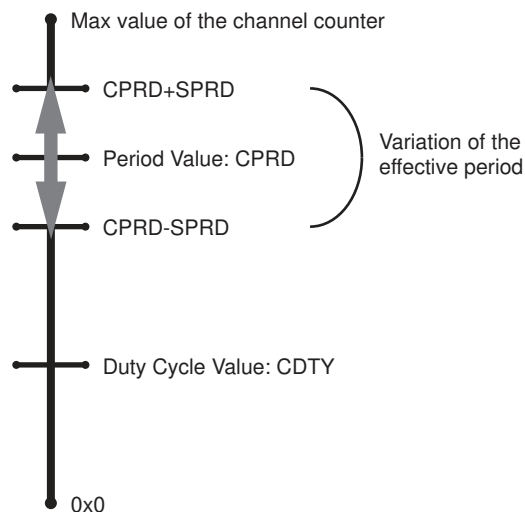 Max value of the channel counter
CPRD+SPRD
Period Value: CPRD
Variation of the
effective period
CPRD-SPRD
Duty Cycle Value: CDTY
0x0